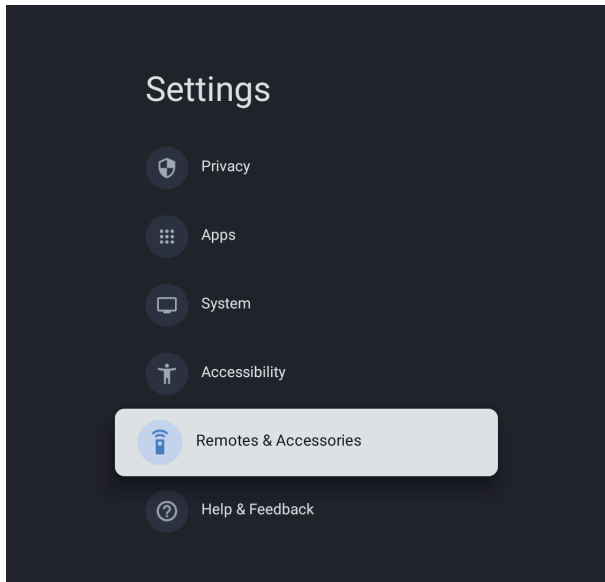 Settings
Privacy
Apps
System
Accessibility
Remotes & Accessories
Help & Feedback